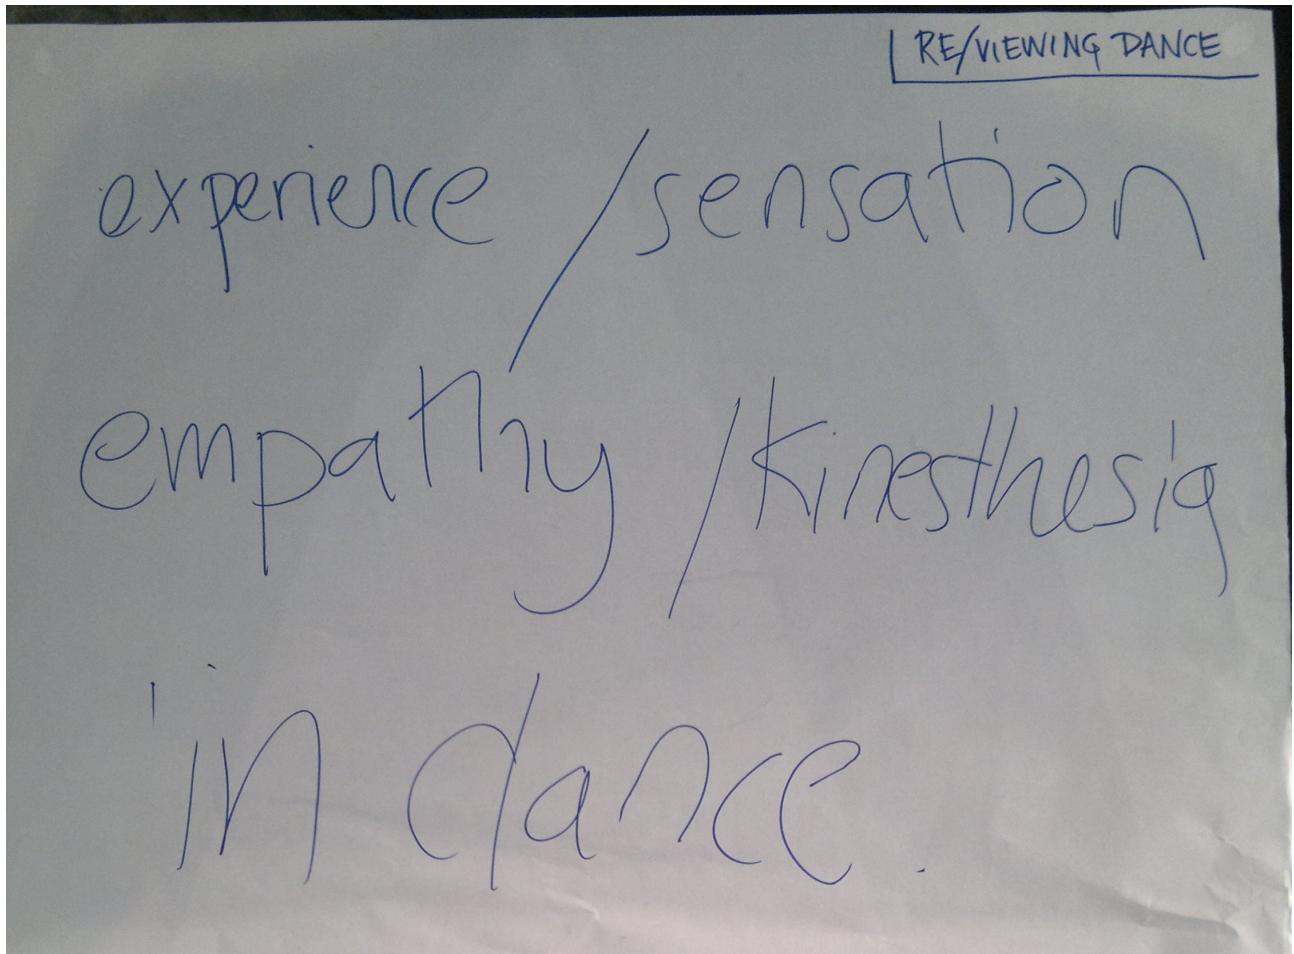 RE/VIEWING DANCE
experience / sensation
empathy / kinesthesia
in dance.